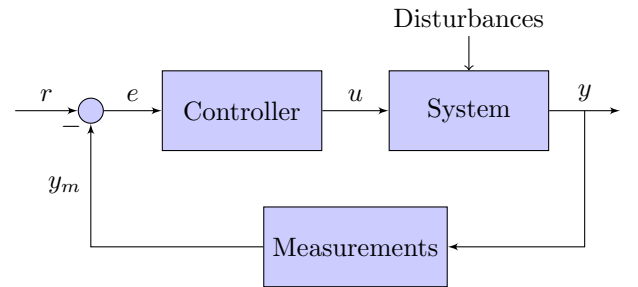 Disturbances
r
e
Controller
u
System
y
−
y_m
Measurements